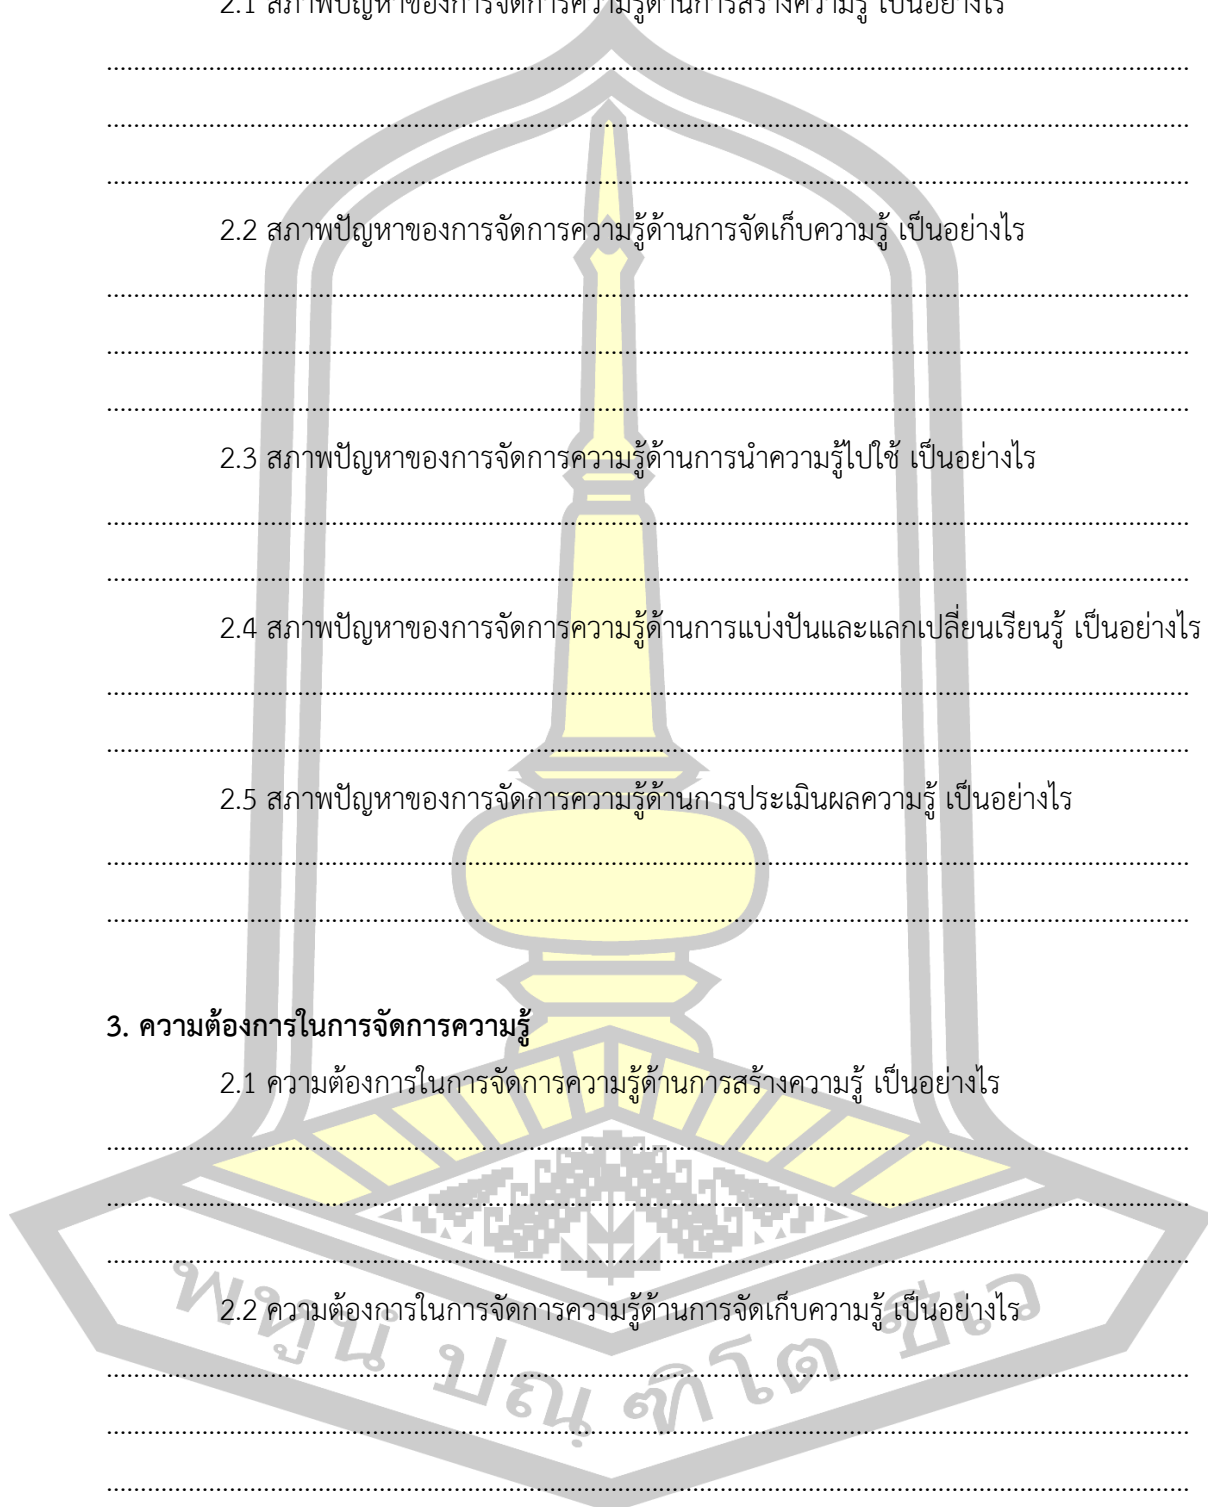 2.1 สภาพปัญหาของการจัดการความรู้ด้านการสร้างความรู้ เป็นอย่างไร
................................................................................
................................................................................
................................................................................
2.2 สภาพปัญหาของการจัดการความรู้ด้านการจัดเก็บความรู้ เป็นอย่างไร
................................................................................
................................................................................
................................................................................
2.3 สภาพปัญหาของการจัดการความรู้ด้านการนำความรู้ไปใช้ เป็นอย่างไร
................................................................................
................................................................................
2.4 สภาพปัญหาของการจัดการความรู้ด้านการแบ่งปันและแลกเปลี่ยนเรียนรู้ เป็นอย่างไร
................................................................................
................................................................................
2.5 สภาพปัญหาของการจัดการความรู้ด้านการประเมินผลความรู้ เป็นอย่างไร
................................................................................
................................................................................
3. ความต้องการในการจัดการความรู้
2.1 ความต้องการในการจัดการความรู้ด้านการสร้างความรู้ เป็นอย่างไร
................................................................................
................................................................................
................................................................................
2.2 ความต้องการในการจัดการความรู้ด้านการจัดเก็บความรู้ เป็นอย่างไร
................................................................................
................................................................................
................................................................................
พหูนํ ปณฺฑิโต ชีเว